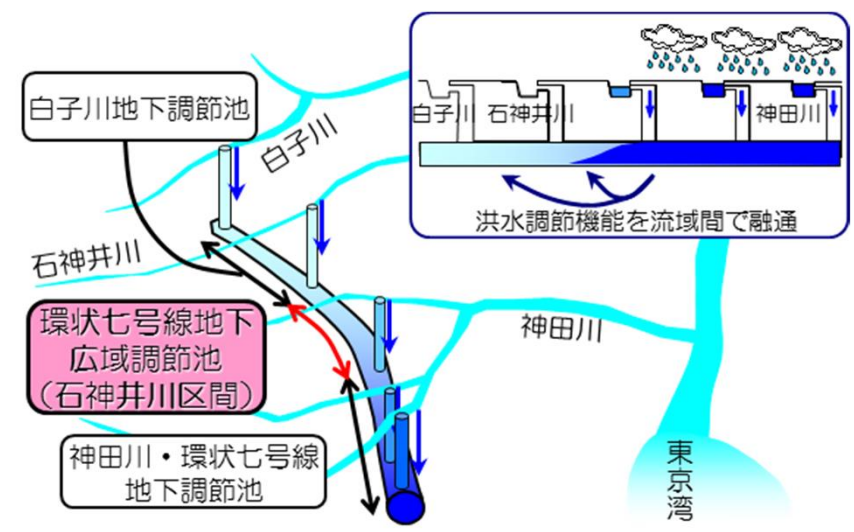 白子川地下調節池
白子川
石神井川
環状七号線地下
広域調節池
(石神井川区間)
神田川・環状七号線
地下調節池
神田川
東京湾
白子川
石神井川
神田川
洪水調節機能を流域間で融通